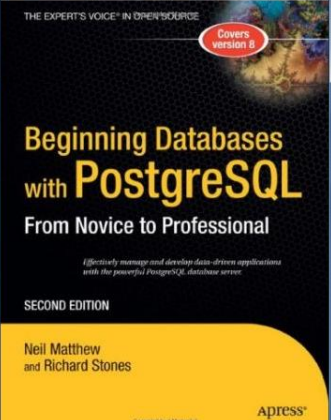 THE EXPERT'S VOICE® IN OPEN SOURCE
Covers
version 8
Beginning Databases
with PostgreSQL
From Novice to Professional
Effectively manage and develop data-driven applications
with the powerful PostgreSQL database server.
SECOND EDITION
Neil Matthew
and Richard Stones
Apress®